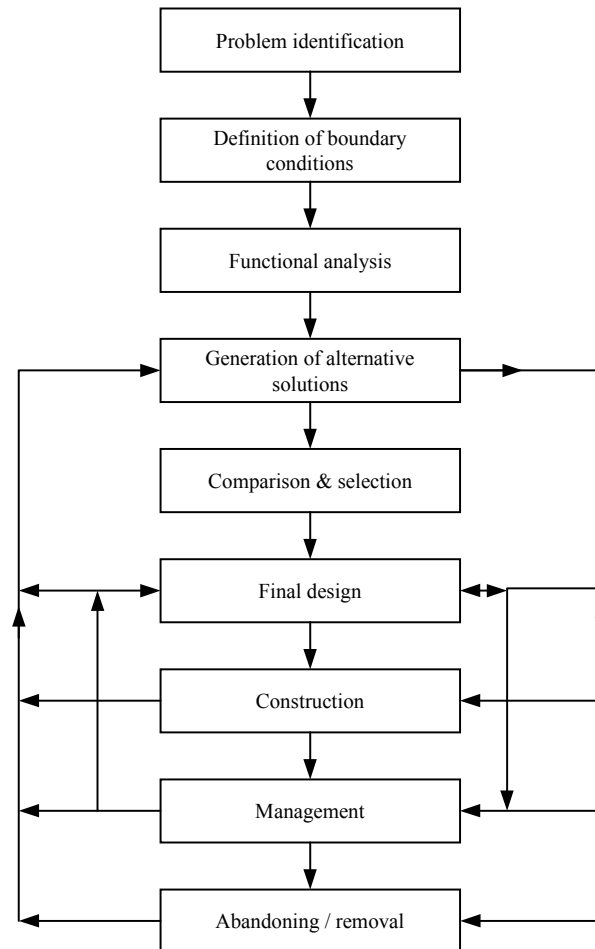 Problem identification
Definition of boundary
conditions
Functional analysis
Generation of alternative
solutions
Comparison & selection
Final design
Construction
Management
Abandoning / removal